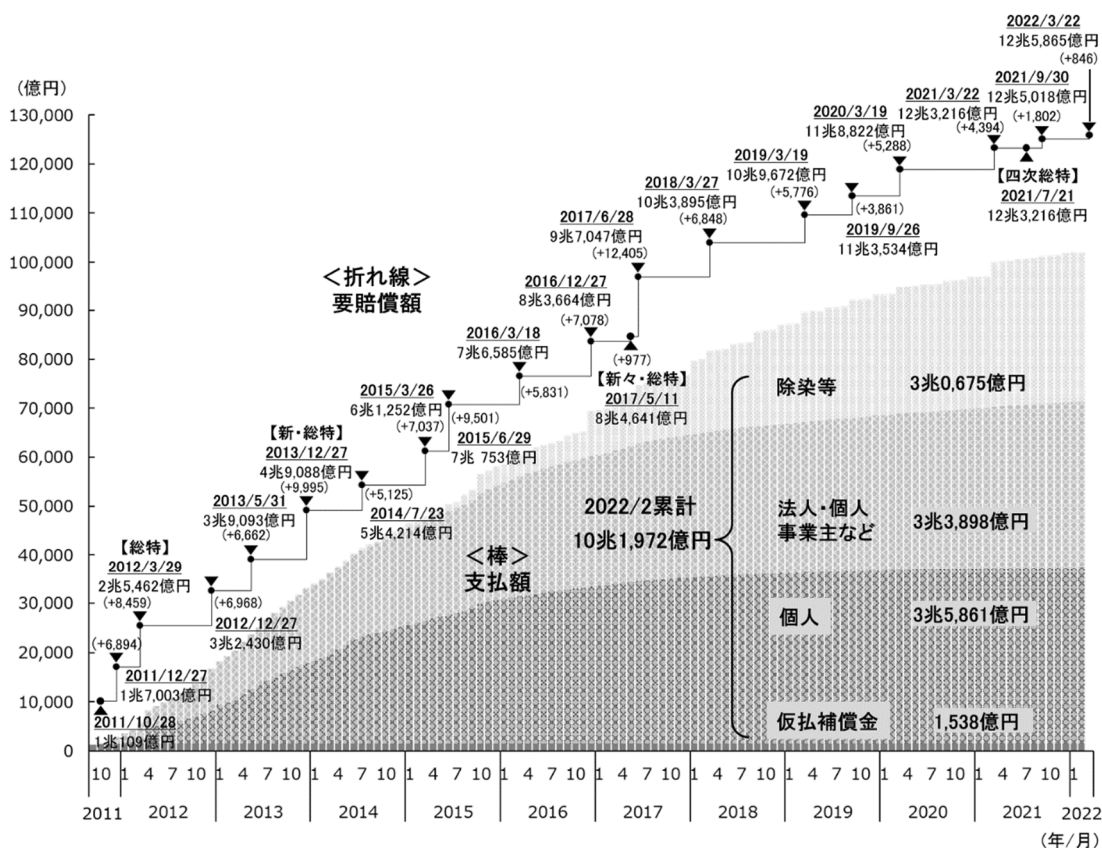 2022/3/22
12兆5,865億円
(+846)
(億円)
2021/9/30
12兆5,018億円
(+1,802)
2021/3/22
12兆3,216億円
(+4,394)
2020/3/19
11兆8,822億円
(+5,288)
【四次総特】
2021/7/21
12兆3,216億円
2019/3/19
10兆9,672億円
(+5,776)
(+3,861)
2019/9/26
11兆3,534億円
2018/3/27
10兆3,895億円
(+6,848)
2017/6/28
9兆7,047億円
(+12,405)
<折れ線>
要賠償額
2016/12/27
8兆3,664億円
(+7,078)
(+977)
【新々・総特】
2017/5/11
8兆4,641億円
2016/3/18
7兆6,585億円
(+5,831)
2015/3/26
6兆1,252億円
(+7,037)
(+9,501)
2015/6/29
7兆 753億円
【新・総特】
2013/12/27
4兆9,088億円
(+9,995)
(+5,125)
2014/7/23
5兆4,214億円
2013/5/31
3兆9,093億円
(+6,662)
【総特】
2012/3/29
2兆5,462億円
(+8,459)
(+6,968)
2012/12/27
3兆2,430億円
(+6,894)
2011/12/27
1兆7,003億円
2011/10/28
1兆109億円
<棒>
支払額
2022/2累計
10兆1,972億円
除染等 3兆0,675億円
法人・個人
事業主など 3兆3,898億円
個人 3兆5,861億円
仮払補償金 1,538億円
130,000
120,000
110,000
100,000
90,000
80,000
70,000
60,000
50,000
40,000
30,000
20,000
10,000
0
10 1 4 7 10 1 4 7 10 1 4 7 10 1 4 7 10 1 4 7 10 1 4 7 10 1 4 7 10 1 4 7 10 1 4 7 10 1 4 7 10 1
2011 2012 2013 2014 2015 2016 2017 2018 2019 2020 2021 2022
(年/月)